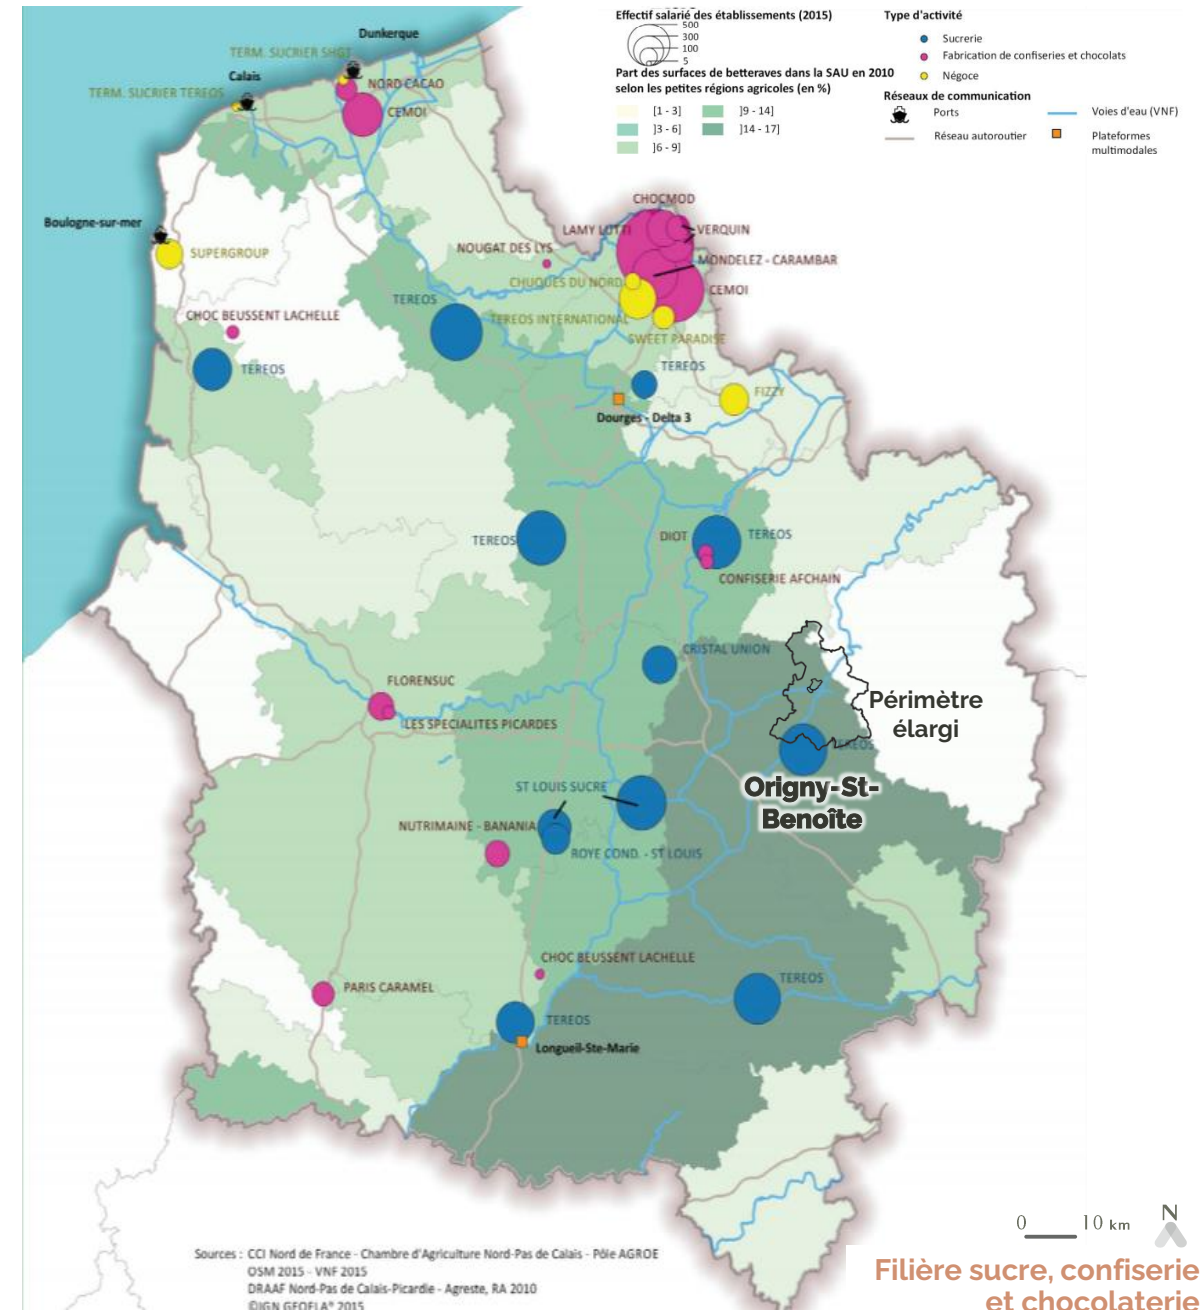 Effectif salarié des établissements (2015)
500
300
100
5
Part des surfaces de betteraves dans la SAU en 2010
selon les petites régions agricoles (en %)
[1 - 3]
]3 - 6]
]6 - 9]
]9 - 14]
]14 - 17]
Type d'activité
Sucrerie
Fabrication de confiseries et chocolats
Négoce
Réseaux de communication
Ports
Réseau autoroutier
Voies d'eau (VNF)
Plateformes
multimodales
Dunkerque
TERM. SUCRIER SHGT
Calais
NORD CACAO
TERM. SUCRIER TEREOS
CEMOI
CHOCMOD
Boulogne-sur-mer
LAMY LUTTI
VERQUIN
SUPERGROUP
NOUGAT DES LYS
MONDELEZ - CARAMBAR
CHUQUES DU NORD
CEMOI
TEREOS
CHOC BEUSSENT LACHELLE
TEREOS INTERNATIONAL
SWEET PARADISE
TEREOS
TEREOS
FIZZY
Dourges - Delta 3
TEREOS
DIOT
TEREOS
CONFISERIE AFCHAIN
CRISTAL UNION
FLORENSUC
Périmètre
élargi
LES SPECIALITES PICARDES
TEREOS
ST LOUIS SUCRE
Origny-St-
Benoîte
NUTRIMAINE - BANANIA
ROYE COND. - ST LOUIS
CHOC BEUSSENT LACHELLE
PARIS CARAMEL
TEREOS
TEREOS
Longueil-Ste-Marie
0 10 km
N
Sources : CCI Nord de France - Chambre d'Agriculture Nord-Pas de Calais - Pôle AGROE
OSM 2015 - VNF 2015
DRAAF Nord-Pas de Calais-Picardie - Agreste, RA 2010
©IGN GEOFLA® 2015
Filière sucre, confiserie
et chocolaterie